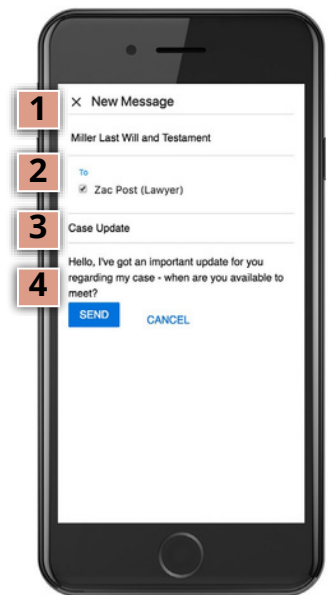 1
× New Message
Miller Last Will and Testament
2
To
Zac Post (Lawyer)
3
Case Update
4
Hello, I've got an important update for you
regarding my case - when are you available to
meet?
SEND CANCEL